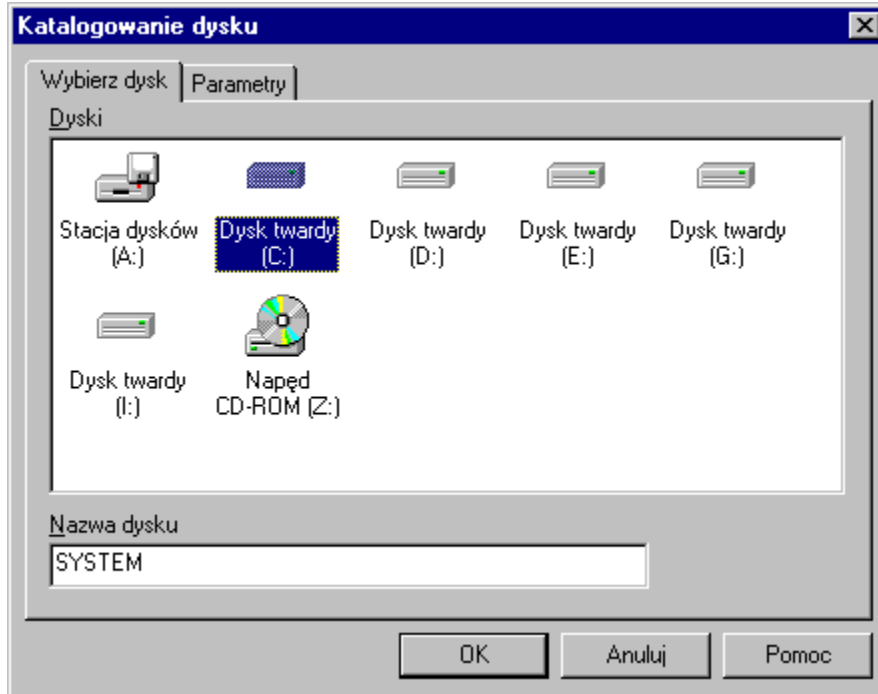 Katalogowanie dysku
Wybierz dysk
Parametry
Dyski
Stacja dysków
(A:)
Dysk twardy
(C:)
Dysk twardy
(D:)
Dysk twardy
(E:)
Dysk twardy
(G:)
Dysk twardy
(I:)
Napęd
CD-ROM (Z:)
Nazwa dysku
SYSTEM
OK
Anuluj
Pomoc